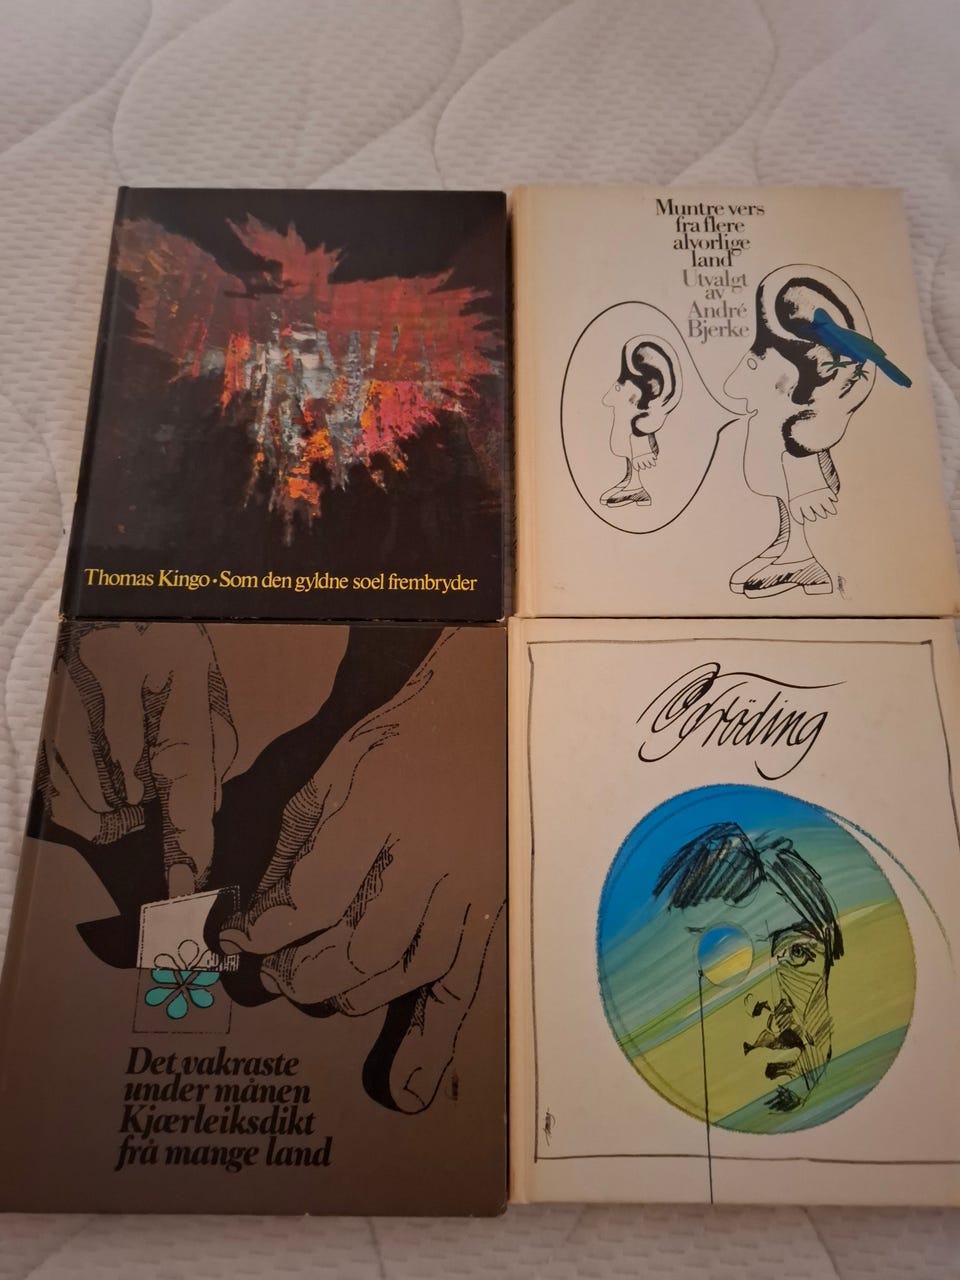 Thomas Kingo • Som den gyldne soel frembryder
Muntre vers
fra flere
alvorlige
land
Utvalgt
av
André
Bjerke
Det vakraste
under månen
Kjærleiksdikt
frå mange land
Fröding